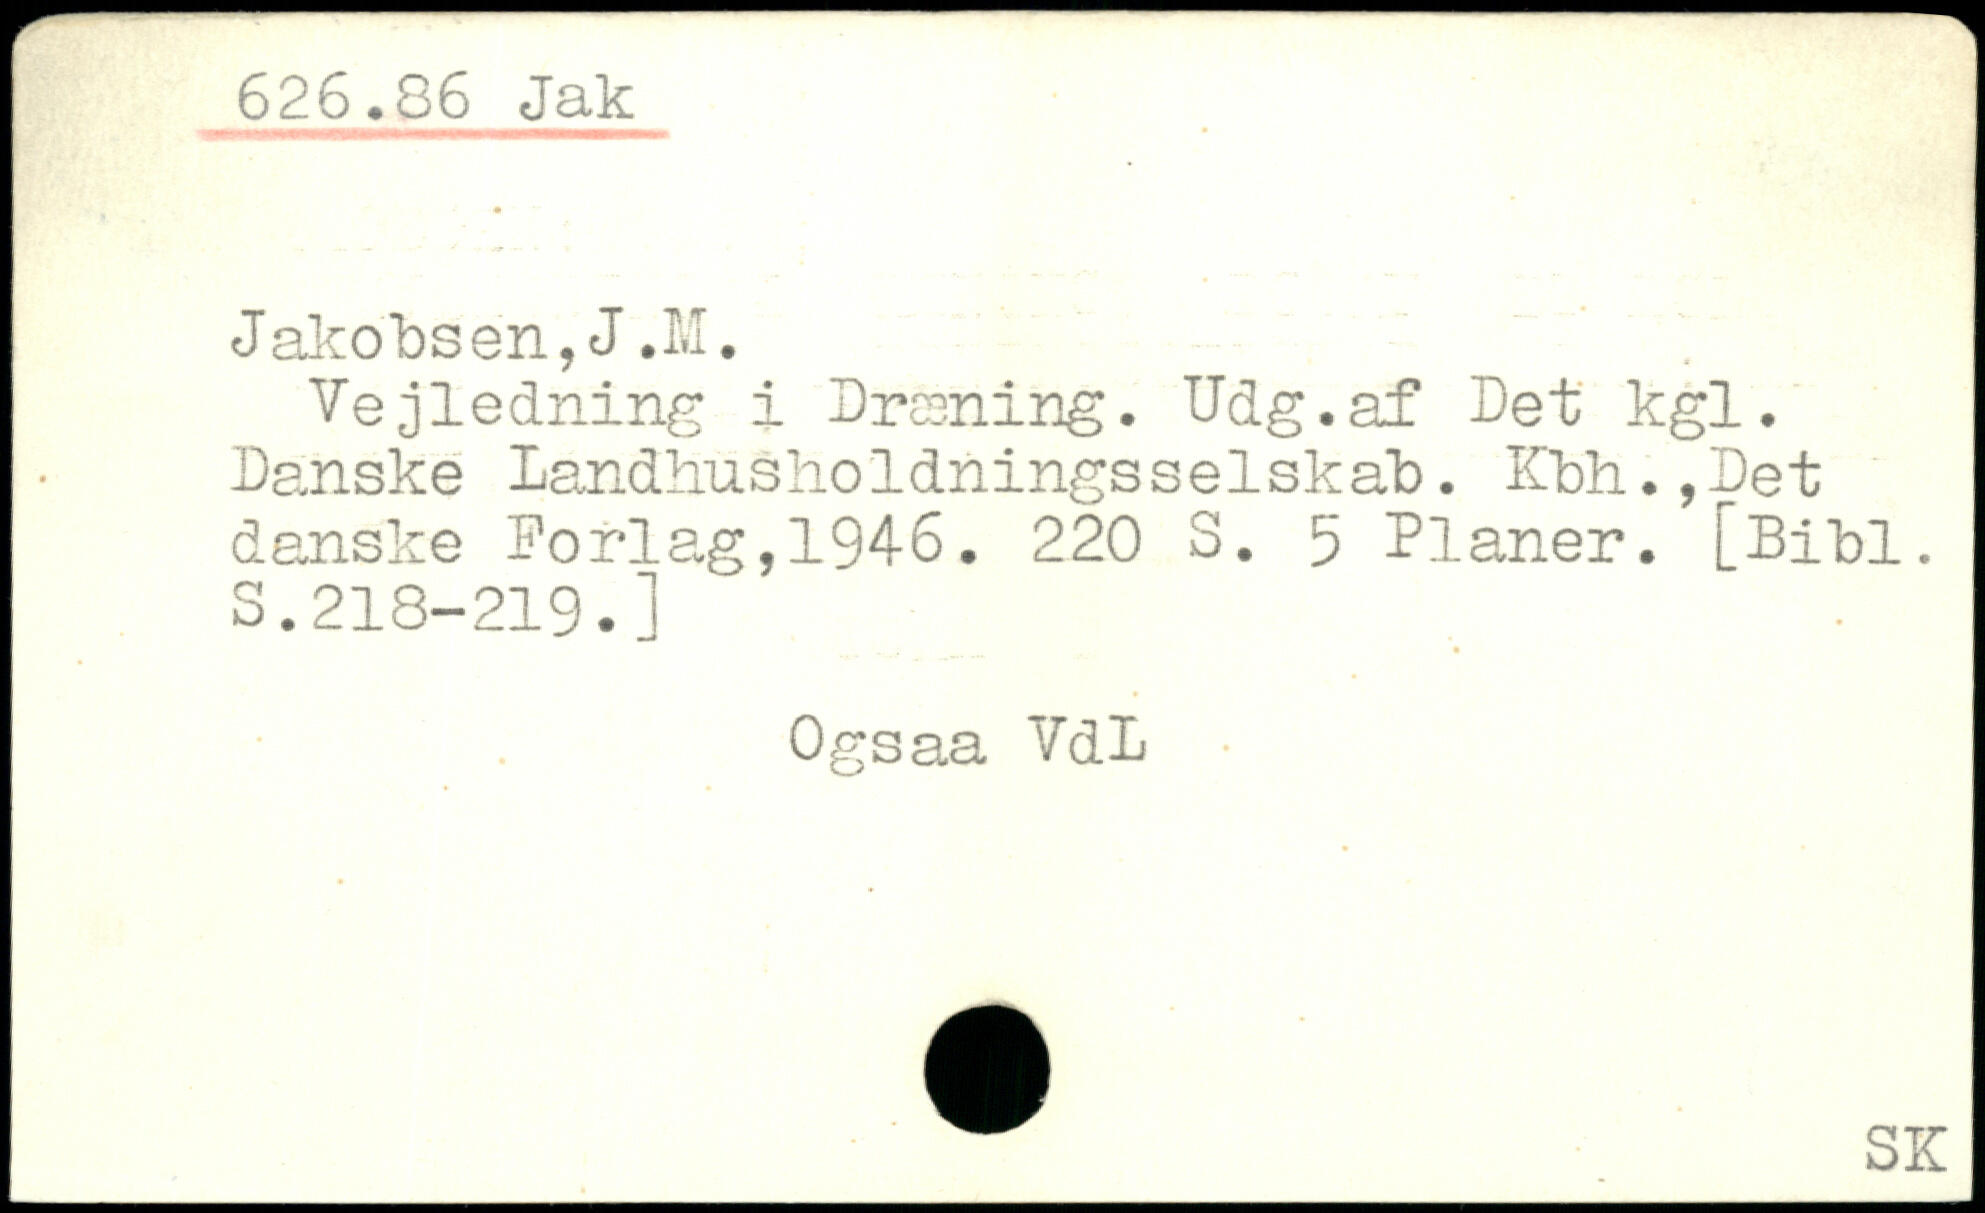 626.86 Jak
Jakobsen,J.M.
Vejledning i Dræning. Udg.af Det kgl.
Danske Landhusholdningsselskab. Kbh.,Det
danske Forlag,1946. 220 S. 5 Planer. [Bibl.
S.218-219.]
Ogsaa VdL
SK